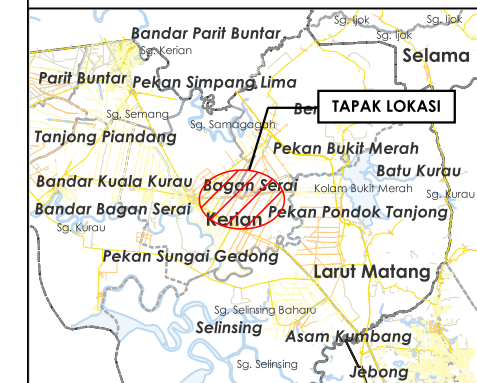 Sg. Ijok
Sg. Ijok
Bandar Parit Buntar
Sg. Ijok
Sg. Kerian
Selama
Parit Buntar
Pekan Simpang Lima
Ber
TAPAK LOKASI
Sg. Semang
Sg. Samagagah
Tanjong Piandang
Pekan Bukit Merah
Batu Kurau
Bandar Kuala Kurau
Bagan Serai
Kolam Bukit Merah
Sg. Kurau
Bandar Bagan Serai
Kerian
Pekan Pondok Tanjong
Sg. Kurau
Pekan Sungai Gedong
Larut Matang
Sg. Selinsing Baharu
Selinsing
Asam Kumbang
Sg. Selinsing
Jebong